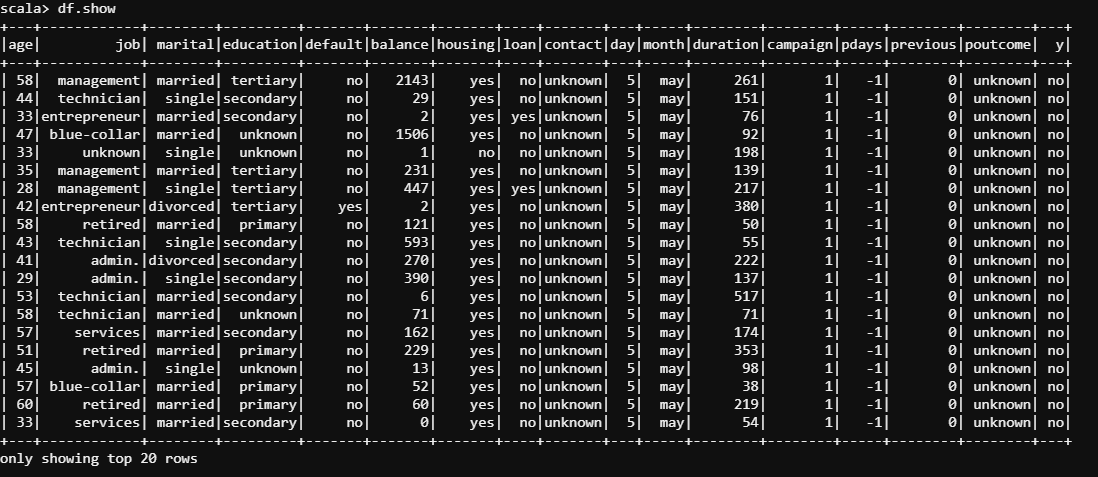 scala> df.show
+---+------------+--------+---------+-------+-------+-------+----+-------+---+-----+--------+--------+-----+--------+--------+---+
|age|         job| marital|education|default|balance|housing|loan|contact|day|month|duration|campaign|pdays|previous|poutcome|  y|
+---+------------+--------+---------+-------+-------+-------+----+-------+---+-----+--------+--------+-----+--------+--------+---+
| 58|  management| married| tertiary|     no|   2143|    yes|  no|unknown|  5|  may|     261|       1|   -1|       0| unknown| no|
| 44|  technician|  single|secondary|     no|     29|    yes|  no|unknown|  5|  may|     151|       1|   -1|       0| unknown| no|
| 33|entrepreneur| married|secondary|     no|      2|    yes| yes|unknown|  5|  may|      76|       1|   -1|       0| unknown| no|
| 47| blue-collar| married|  unknown|     no|   1506|    yes|  no|unknown|  5|  may|      92|       1|   -1|       0| unknown| no|
| 33|     unknown|  single|  unknown|     no|      1|     no|  no|unknown|  5|  may|     198|       1|   -1|       0| unknown| no|
| 35|  management| married| tertiary|     no|    231|    yes|  no|unknown|  5|  may|     139|       1|   -1|       0| unknown| no|
| 28|  management|  single| tertiary|     no|    447|    yes| yes|unknown|  5|  may|     217|       1|   -1|       0| unknown| no|
| 42|entrepreneur|divorced| tertiary|    yes|      2|    yes|  no|unknown|  5|  may|     380|       1|   -1|       0| unknown| no|
| 58|     retired| married|  primary|     no|    121|    yes|  no|unknown|  5|  may|      50|       1|   -1|       0| unknown| no|
| 43|  technician|  single|secondary|     no|    593|    yes|  no|unknown|  5|  may|      55|       1|   -1|       0| unknown| no|
| 41|      admin.|divorced|secondary|     no|    270|    yes|  no|unknown|  5|  may|     222|       1|   -1|       0| unknown| no|
| 29|      admin.|  single|secondary|     no|    390|    yes|  no|unknown|  5|  may|     137|       1|   -1|       0| unknown| no|
| 53|  technician| married|secondary|     no|      6|    yes|  no|unknown|  5|  may|     517|       1|   -1|       0| unknown| no|
| 58|  technician| married|  unknown|     no|     71|    yes|  no|unknown|  5|  may|      71|       1|   -1|       0| unknown| no|
| 57|    services| married|secondary|     no|    162|    yes|  no|unknown|  5|  may|     174|       1|   -1|       0| unknown| no|
| 51|     retired| married|  primary|     no|    229|    yes|  no|unknown|  5|  may|     353|       1|   -1|       0| unknown| no|
| 45|      admin.|  single|  unknown|     no|     13|    yes|  no|unknown|  5|  may|      98|       1|   -1|       0| unknown| no|
| 57| blue-collar| married|  primary|     no|     52|    yes|  no|unknown|  5|  may|      38|       1|   -1|       0| unknown| no|
| 60|     retired| married|  primary|     no|     60|    yes|  no|unknown|  5|  may|     219|       1|   -1|       0| unknown| no|
| 33|    services| married|secondary|     no|      0|    yes|  no|unknown|  5|  may|      54|       1|   -1|       0| unknown| no|
+---+------------+--------+---------+-------+-------+-------+----+-------+---+-----+--------+--------+-----+--------+--------+---+
only showing top 20 rows